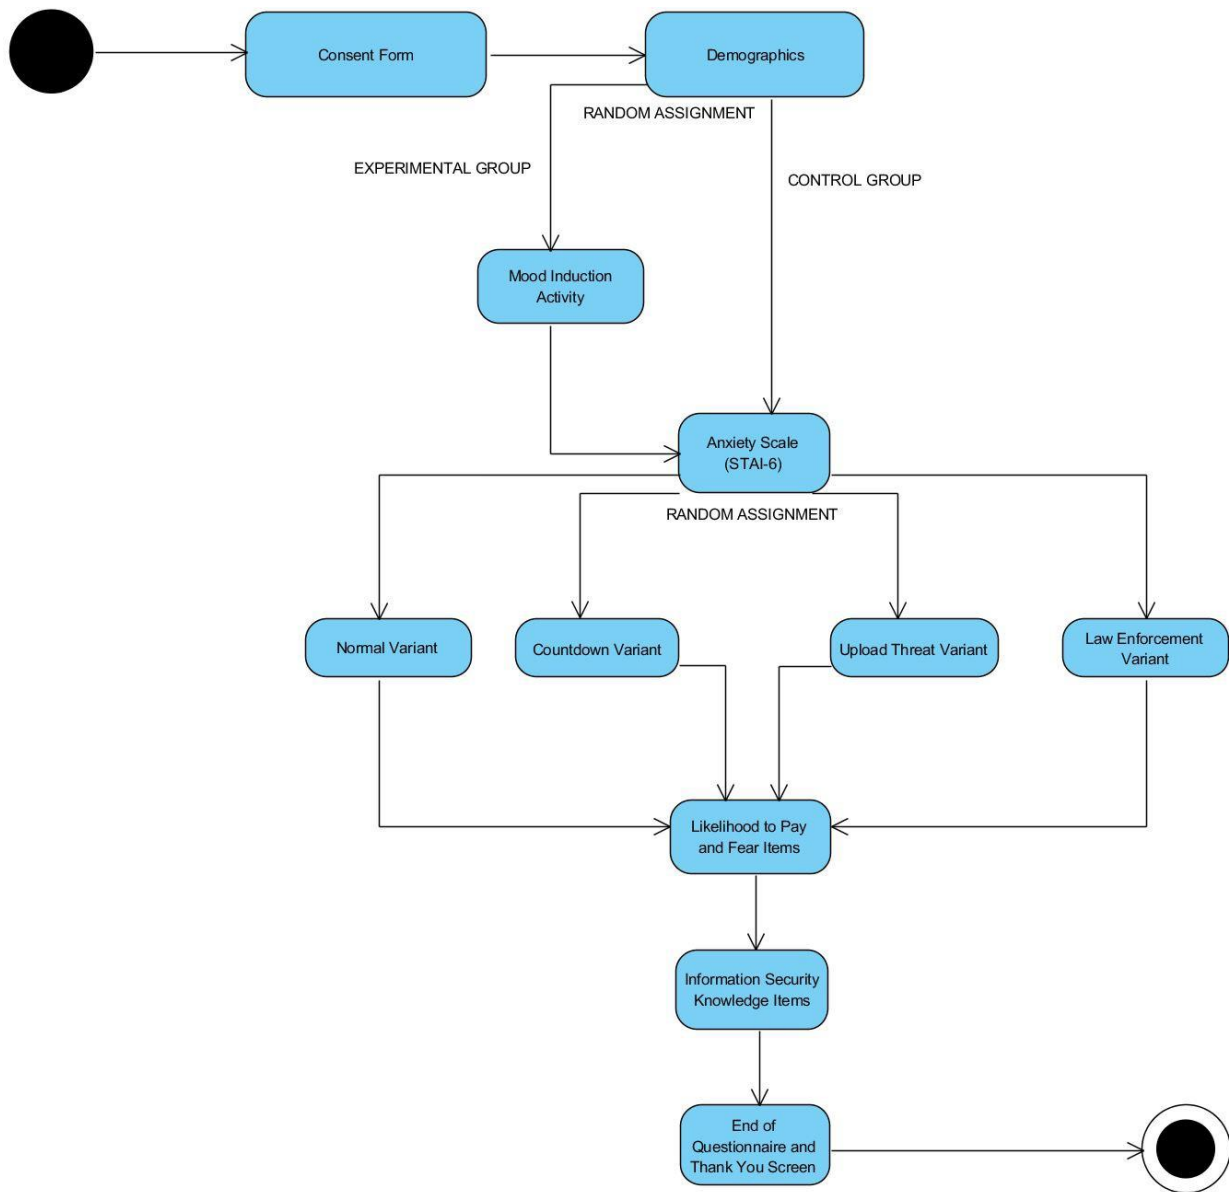 Consent Form
Demographics
RANDOM ASSIGNMENT
EXPERIMENTAL GROUP
CONTROL GROUP
Mood Induction
Activity
Anxiety Scale
(STAI-6)
RANDOM ASSIGNMENT
Normal Variant
Countdown Variant
Upload Threat Variant
Law Enforcement
Variant
Likelihood to Pay
and Fear Items
Information Security
Knowledge Items
End of
Questionnaire and
Thank You Screen